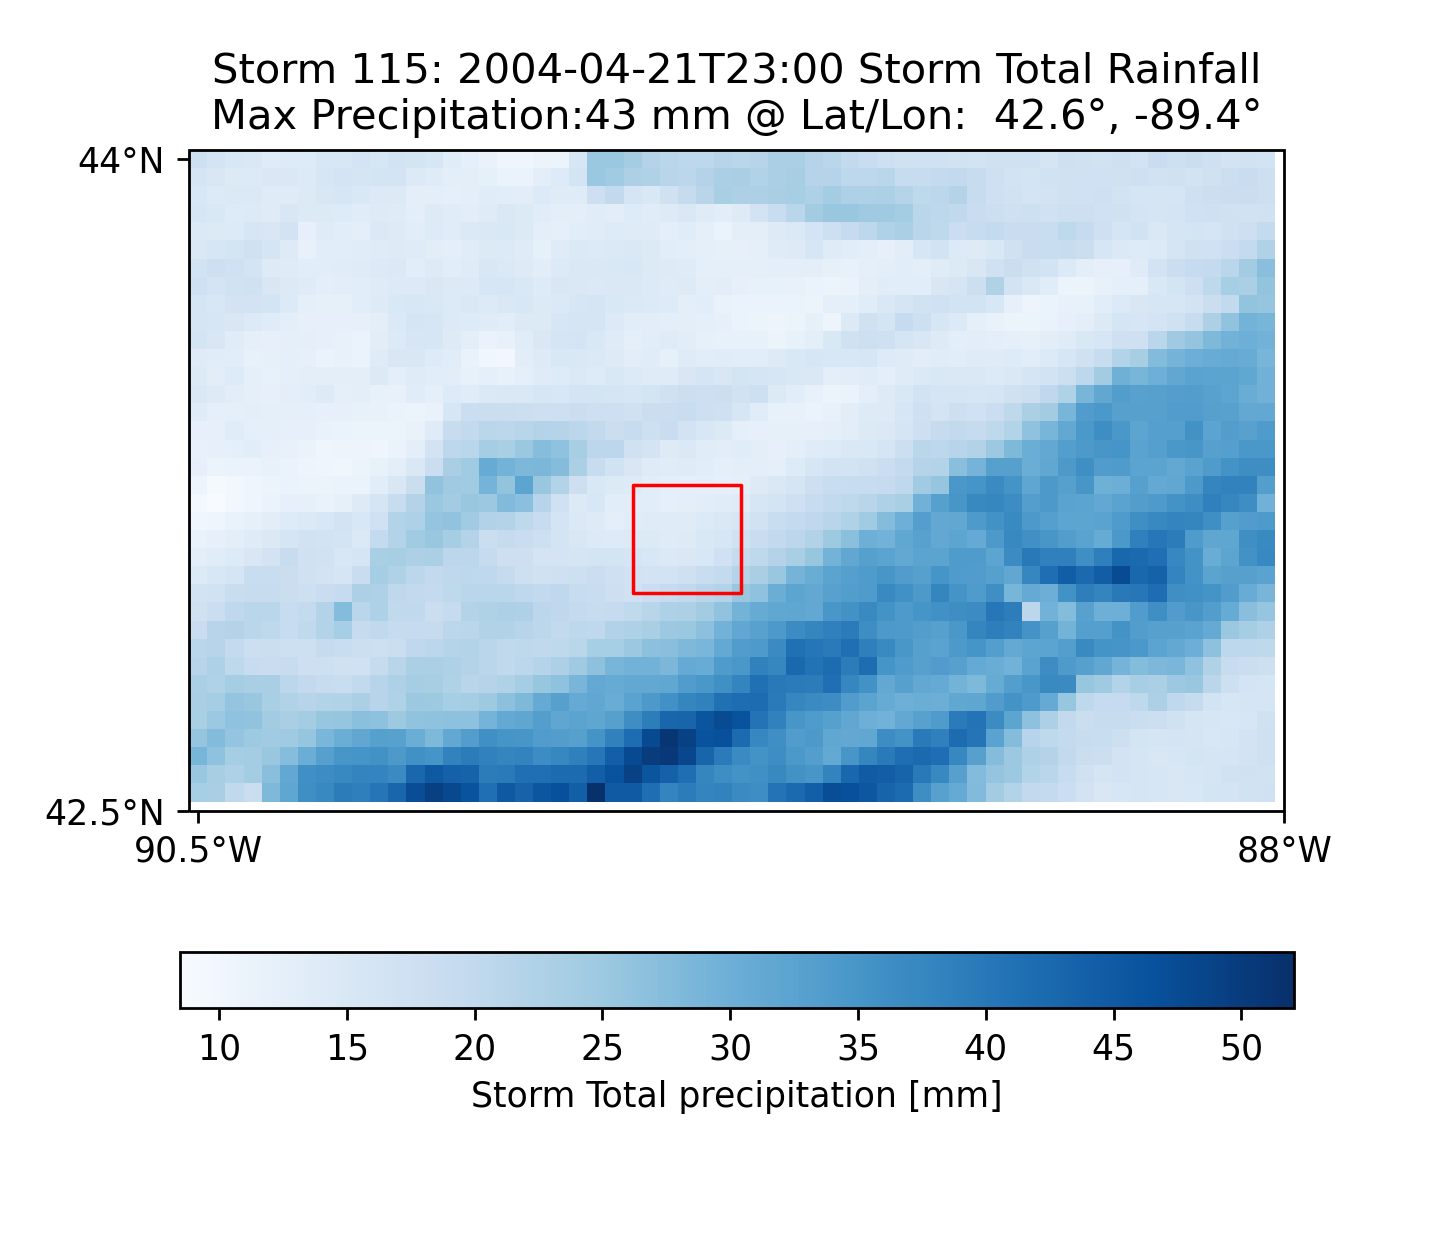 Storm 115: 2004-04-21T23:00 Storm Total Rainfall
Max Precipitation:43 mm @ Lat/Lon:  42.6°, -89.4°
44°N
42.5°N
90.5°W 88°W
10 15 20 25 30 35 40 45 50
Storm Total precipitation [mm]